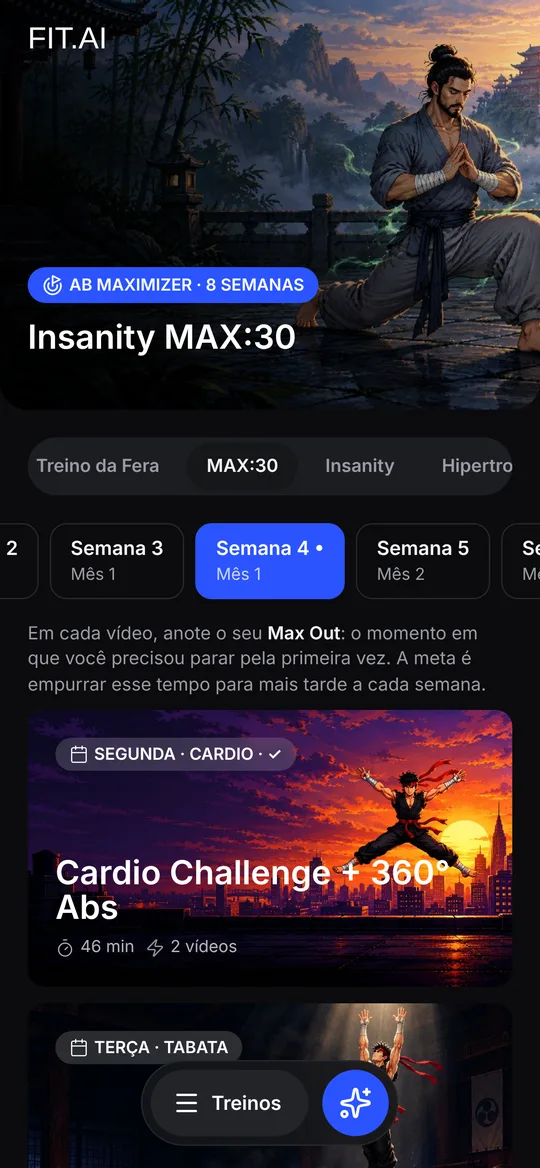 FIT.AI
AB MAXIMIZER · 8 SEMANAS
Insanity MAX:30
Treino da Fera MAX:30 Insanity Hipertro
2 Semana 3 Semana 4 • Semana 5 Se
Mês 1 Mês 1 Mês 2 Mê
Em cada vídeo, anote o seu Max Out: o momento em
que você precisou parar pela primeira vez. A meta é
empurrar esse tempo para mais tarde a cada semana.
SEGUNDA · CARDIO · ✓
Cardio Challenge + 360°
Abs
46 min 2 vídeos
TERÇA · TABATA
Treinos